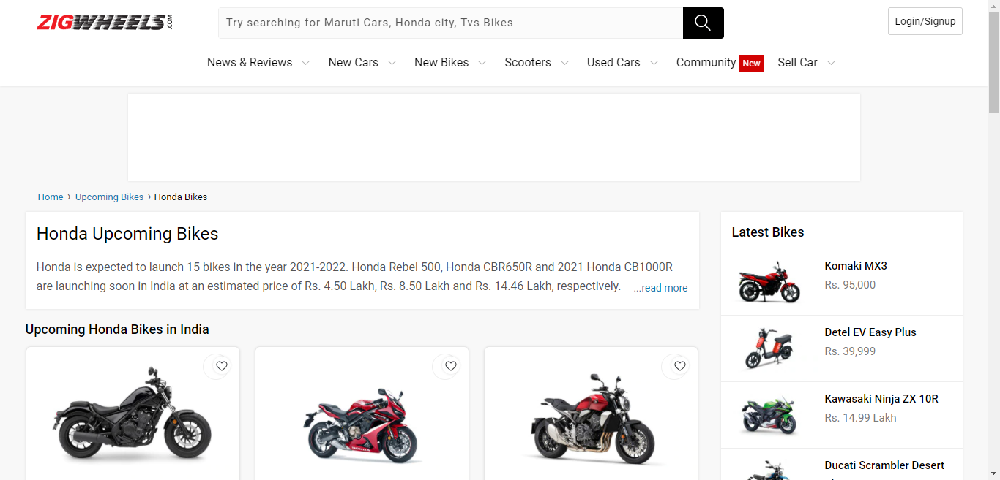 ZIGWHEELS.COM
Try searching for Maruti Cars, Honda city, Tvs Bikes
Login/Signup
News & Reviews New Cars New Bikes Scooters Used Cars Community New Sell Car
Home › Upcoming Bikes › Honda Bikes
Honda Upcoming Bikes
Honda is expected to launch 15 bikes in the year 2021-2022. Honda Rebel 500, Honda CBR650R and 2021 Honda CB1000R
are launching soon in India at an estimated price of Rs. 4.50 Lakh, Rs. 8.50 Lakh and Rs. 14.46 Lakh, respectively. ...read more
Upcoming Honda Bikes in India
Latest Bikes
Komaki MX3
Rs. 95,000
Detel EV Easy Plus
Rs. 39,999
Kawasaki Ninja ZX 10R
Rs. 14.99 Lakh
Ducati Scrambler Desert